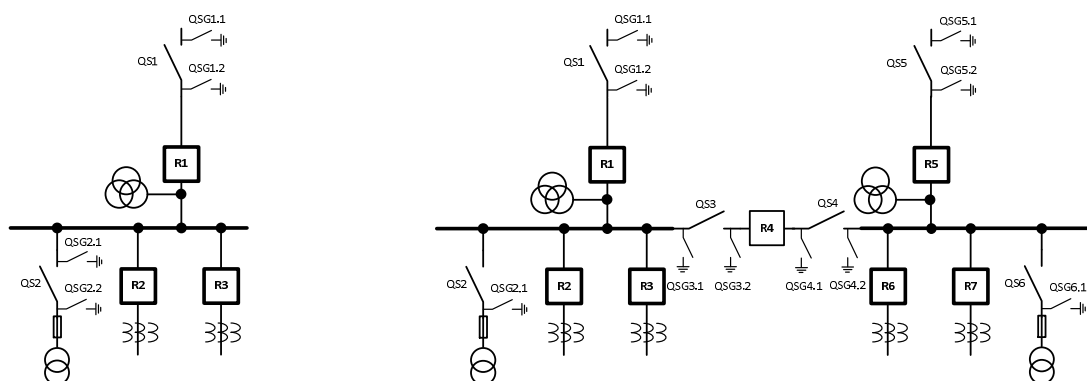 QSG1.1
QS1
QSG1.2
R1
QSG2.1
QS2
QSG2.2
R2
R3
QSG1.1
QS1
QSG1.2
R1
QS3
R4
QS4
QSG3.1
QSG3.2
QSG4.1
QSG4.2
QS2
QSG2.1
R2
R3
QSG5.1
QS5
QSG5.2
R5
R6
R7
QS6
QSG6.1